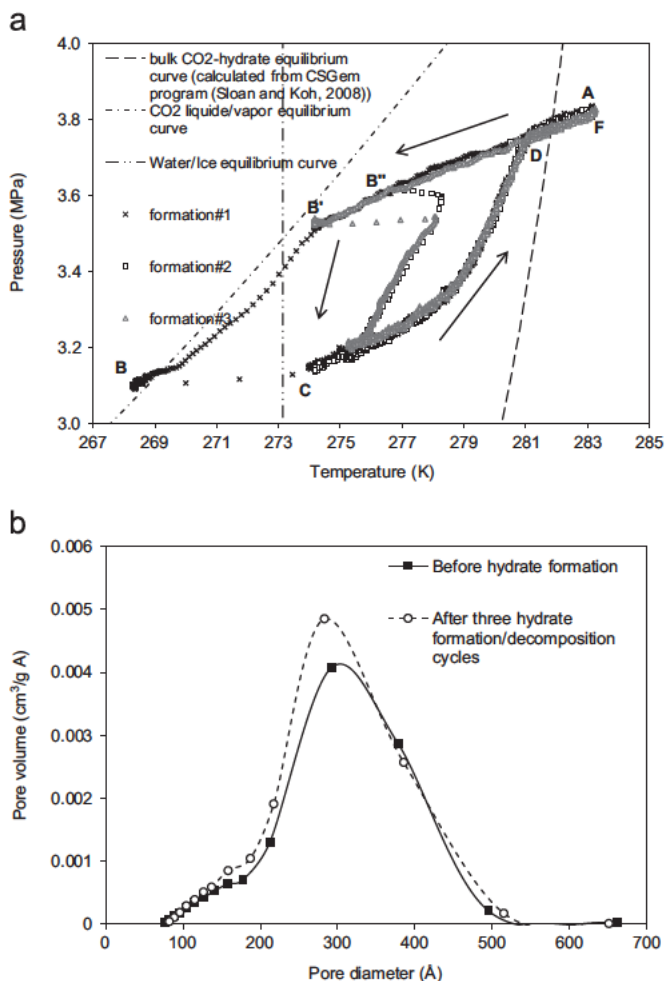 a
4.0
3.8
3.6
3.4
3.2
3.0
Pressure (MPa)
bulk CO2-hydrate equilibrium
curve (calculated from CSGem
program (Sloan and Koh, 2008))
CO2 liquide/vapor equilibrium
curve
Water/Ice equilibrium curve
formation#1
formation#2
formation#3
A
F
D
B"
B'
B
C
267 269 271 273 275 277 279 281 283 285
Temperature (K)
b
0.006
0.005
0.004
0.003
0.002
0.001
0
Pore volume (cm³/g A)
Before hydrate formation
After three hydrate
formation/decomposition
cycles
0 100 200 300 400 500 600 700
Pore diameter (Å)